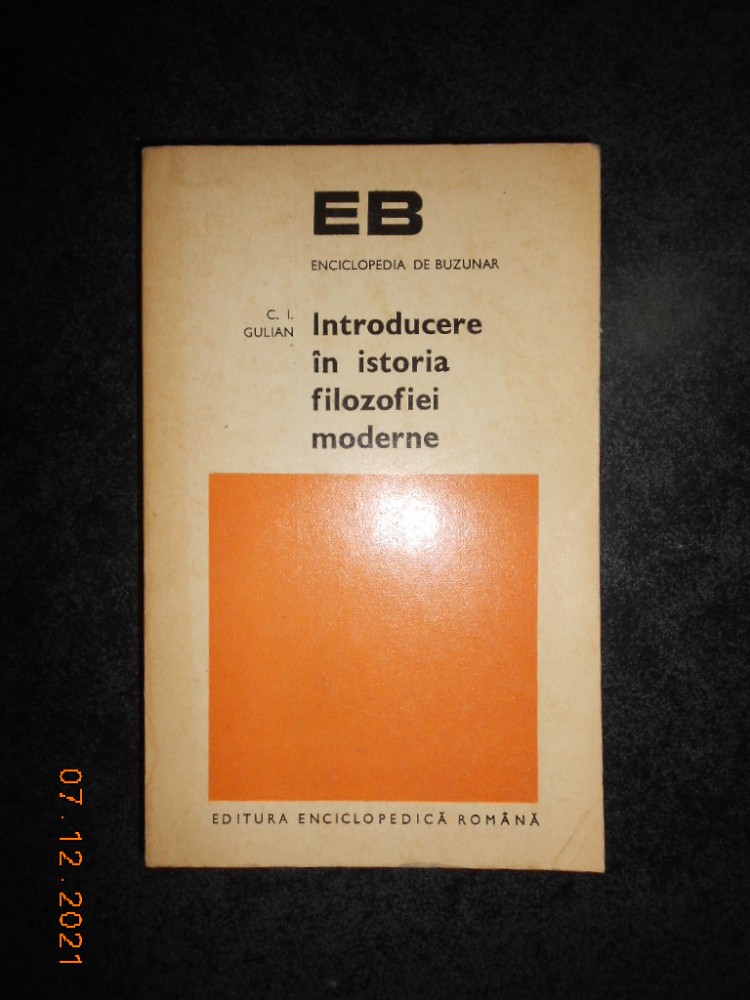 EB
ENCICLOPEDIA DE BUZUNAR
C. I.
GULIAN
Introducere
în istoria
filozofiei
moderne
EDITURA ENCICLOPEDICĂ ROMÂNĂ
07.12.2021